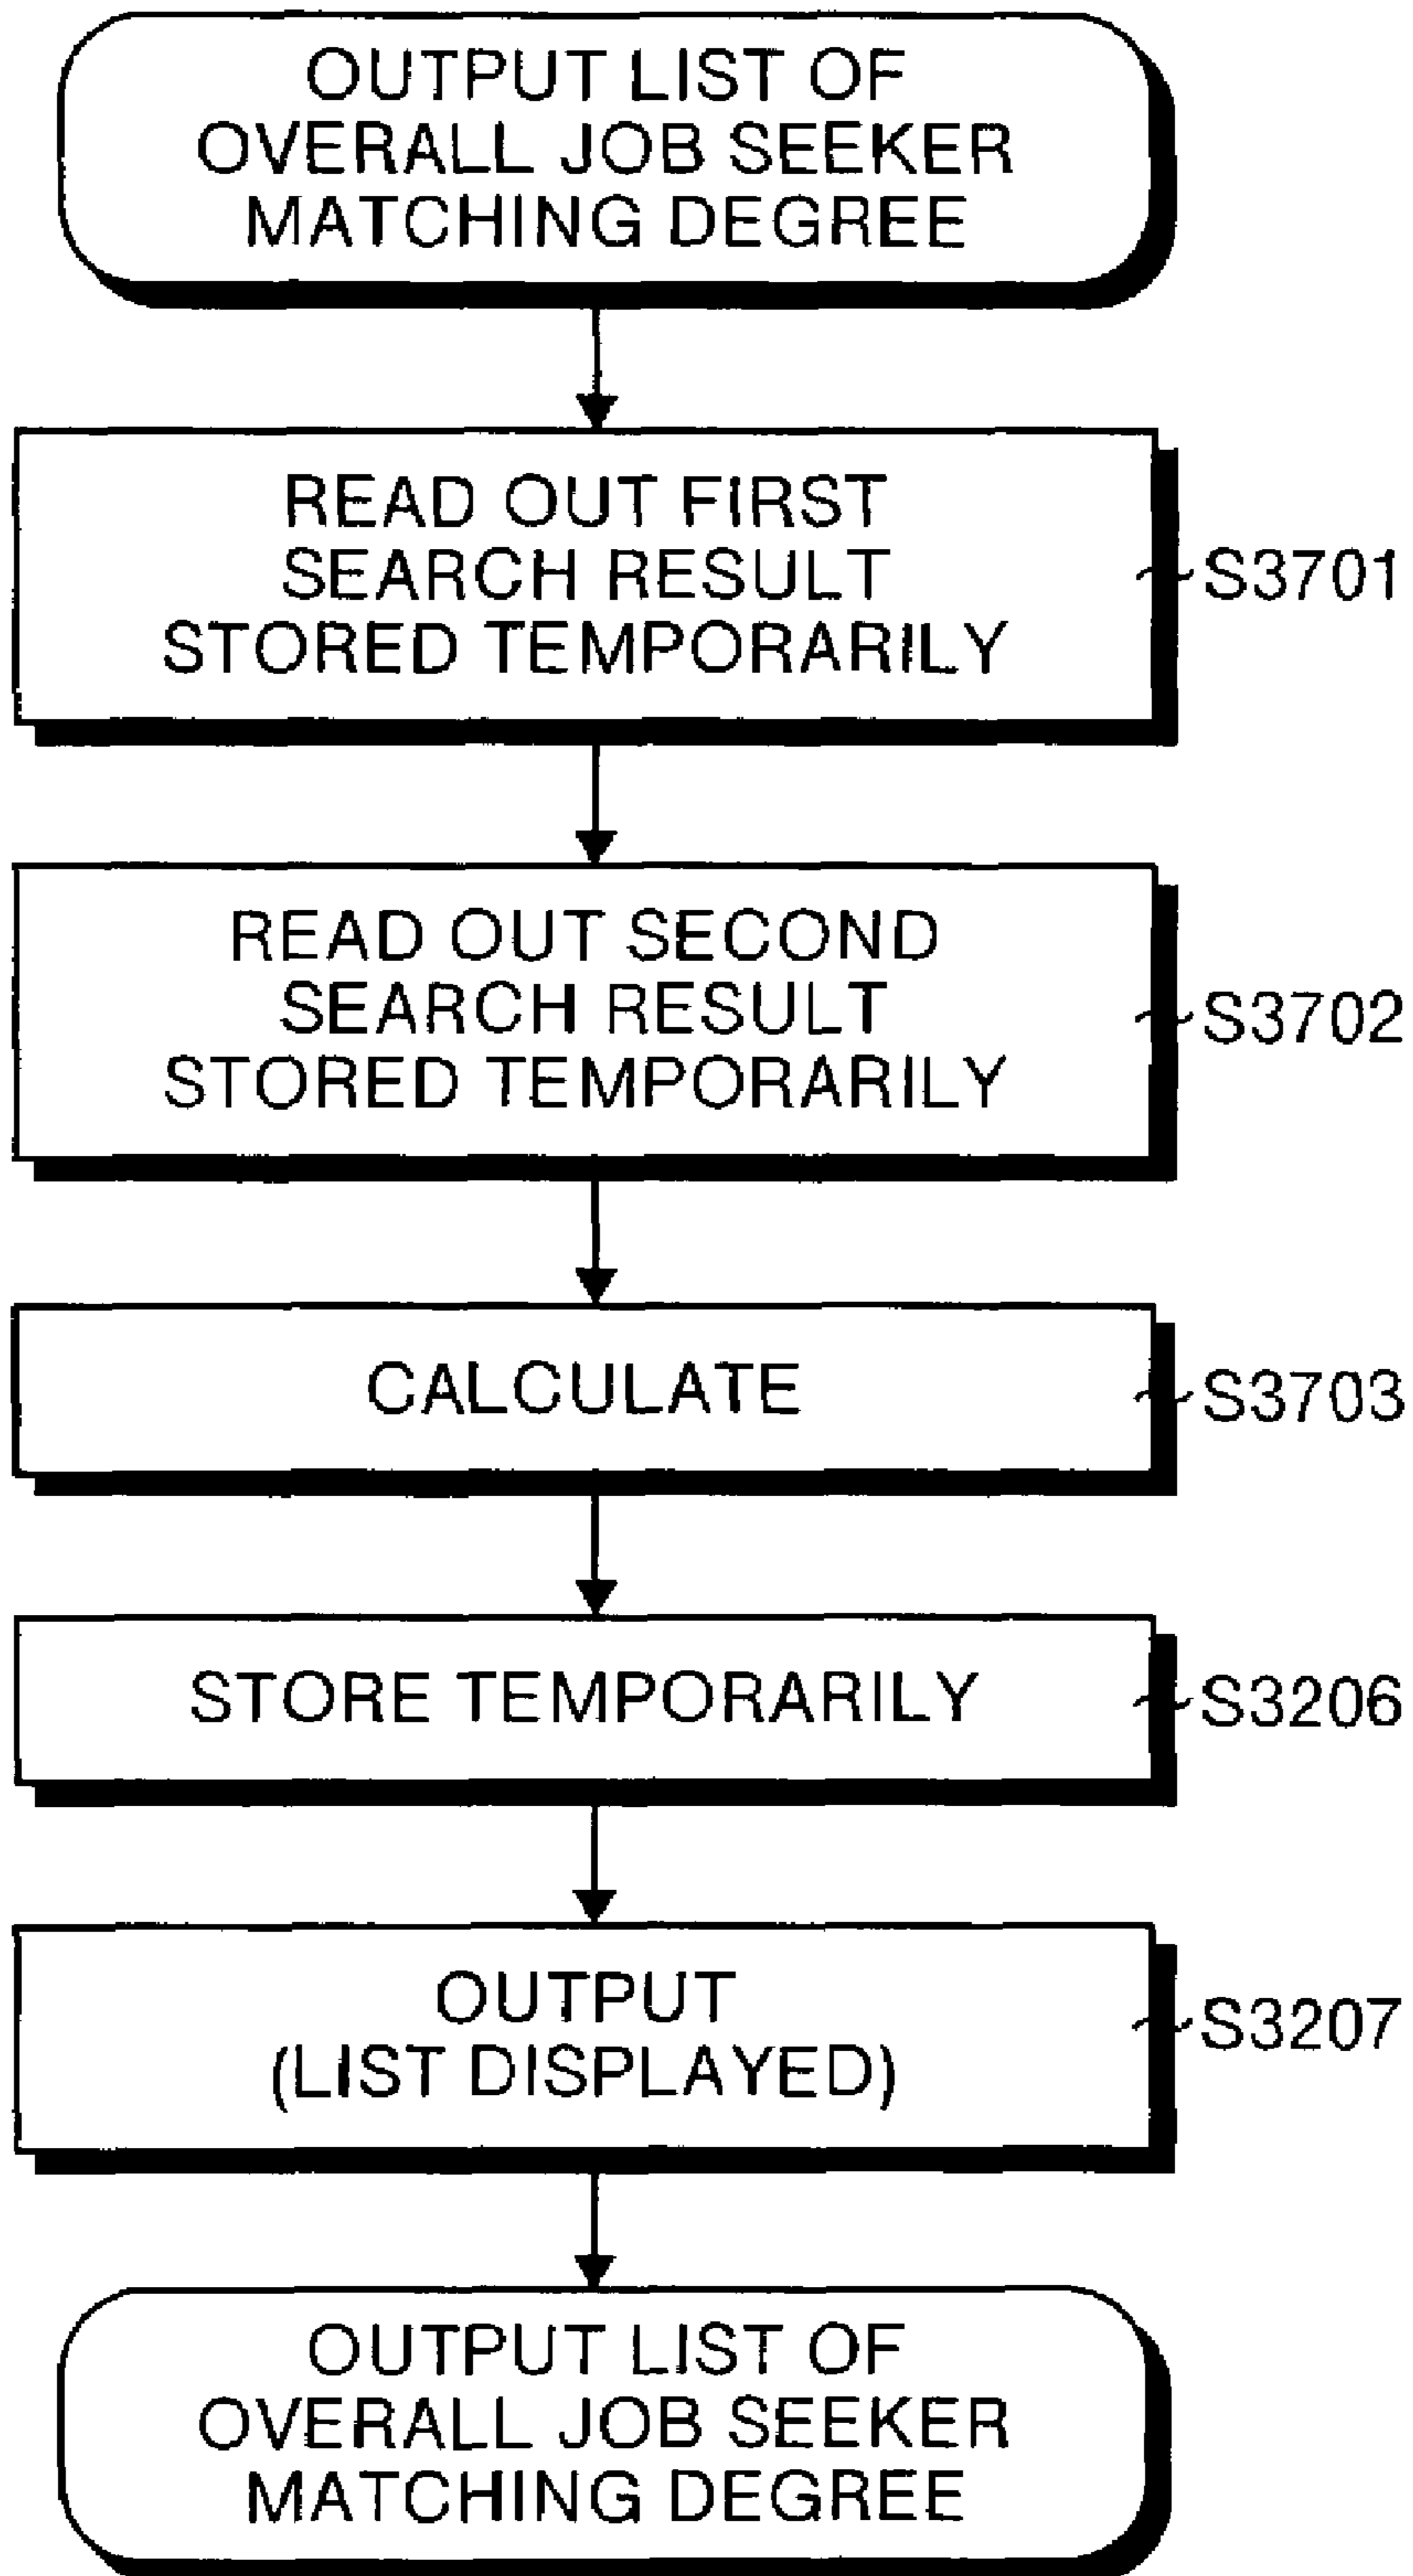 OUTPUT LIST OF
OVERALL JOB SEEKER
MATCHING DEGREE
READ OUT FIRST
SEARCH RESULT
STORED TEMPORARILY
S3701
READ OUT SECOND
SEARCH RESULT
STORED TEMPORARILY
S3702
CALCULATE
S3703
STORE TEMPORARILY
S3206
OUTPUT
(LIST DISPLAYED)
S3207
OUTPUT LIST OF
OVERALL JOB SEEKER
MATCHING DEGREE